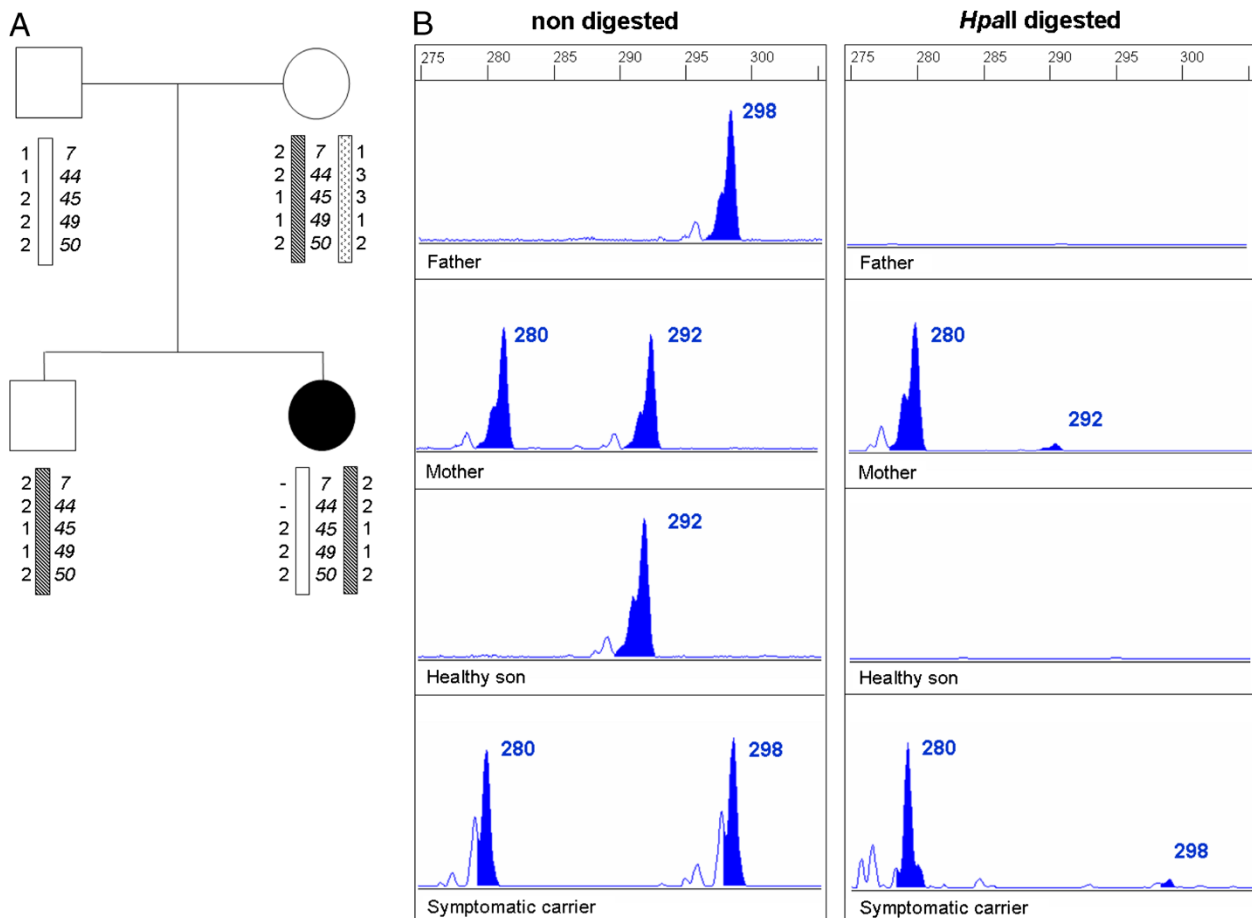 A
1 7
1 44
2 45
2 49
2 50
2 7 1
2 44 3
1 45 3
1 49 1
2 50 2
2 7
2 44
1 45
1 49
2 50
- 7 2
- 44 2
2 45 1
2 49 1
2 50 2
B
non digested
HpaII digested
275 280 285 290 295 300
275 280 285 290 295 300
298
Father
Father
280 292
Mother
280
292
Mother
292
Healthy son
Healthy son
280 298
Symptomatic carrier
280
298
Symptomatic carrier